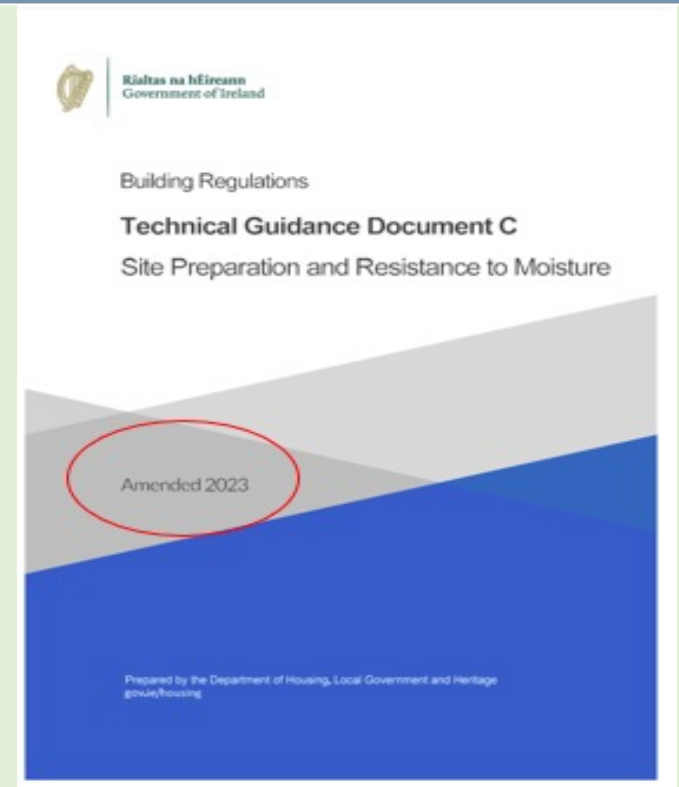 Rialtas na hÉireann
Government of Ireland
Building Regulations
Technical Guidance Document C
Site Preparation and Resistance to Moisture
Amended 2023
Prepared by the Department of Housing, Local Government and Heritage
gov.ie/housing